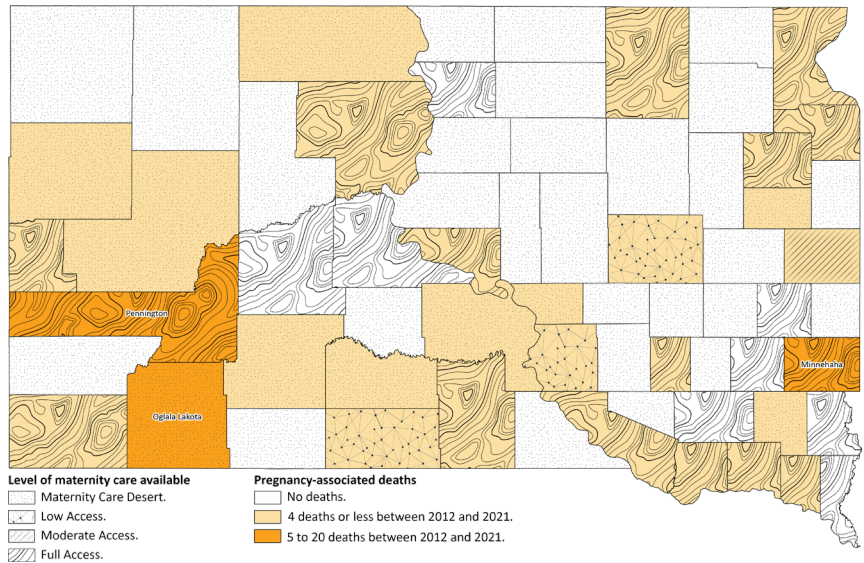 Pennington
Minnehaha
Oglala Lakota
Level of maternity care available
Maternity Care Desert.
Low Access.
Moderate Access.
Full Access.
Pregnancy-associated deaths
No deaths.
4 deaths or less between 2012 and 2021.
5 to 20 deaths between 2012 and 2021.